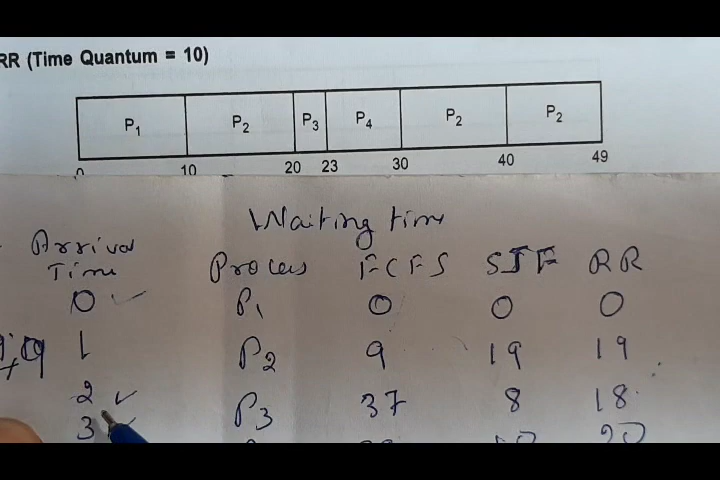 RR (Time Quantum = 10)
P1 P2 P3 P4 P2 P2
0 10 20 23 30 40 49
Waiting time
Arrival Time Process FCFS SJF RR
0 P1 0 0 0
1 P2 9 19 19
2 P3 37 8 18
3 20